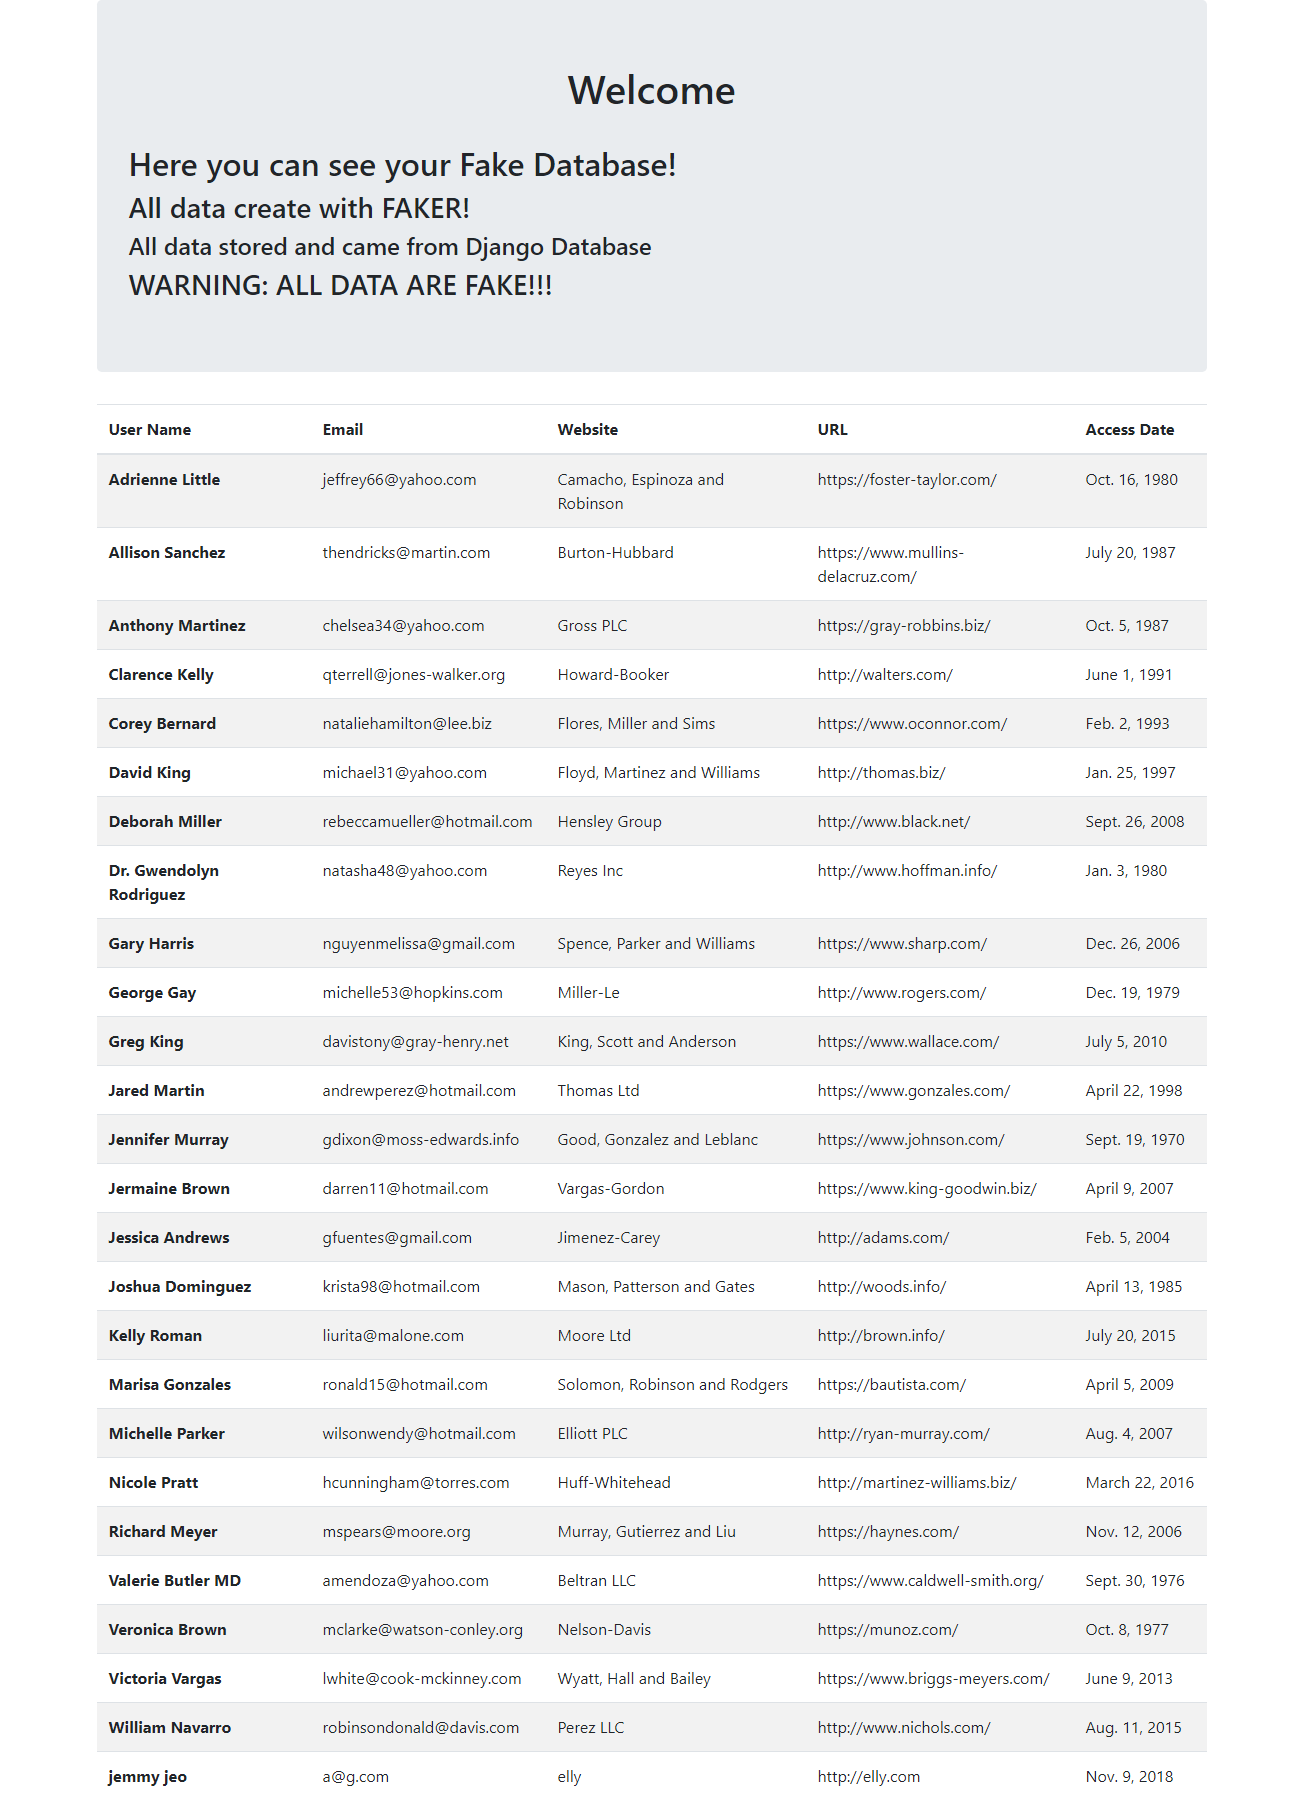 Welcome
Here you can see your Fake Database!
All data create with FAKER!
All data stored and came from Django Database
WARNING: ALL DATA ARE FAKE!!!
User Name Email Website URL Access Date
Adrienne Little jeffrey66@yahoo.com Camacho, Espinoza and https://foster-taylor.com/ Oct. 16, 1980
Robinson
Allison Sanchez thendricks@martin.com Burton-Hubbard https://www.mullins- July 20, 1987
delacruz.com/
Anthony Martinez chelsea34@yahoo.com Gross PLC https://gray-robbins.biz/ Oct. 5, 1987
Clarence Kelly qterrell@jones-walker.org Howard-Booker http://walters.com/ June 1, 1991
Corey Bernard nataliehamilton@lee.biz Flores, Miller and Sims https://www.oconnor.com/ Feb. 2, 1993
David King michael31@yahoo.com Floyd, Martinez and Williams http://thomas.biz/ Jan. 25, 1997
Deborah Miller rebeccamueller@hotmail.com Hensley Group http://www.black.net/ Sept. 26, 2008
Dr. Gwendolyn natasha48@yahoo.com Reyes Inc http://www.hoffman.info/ Jan. 3, 1980
Rodriguez
Gary Harris nguyenmelissa@gmail.com Spence, Parker and Williams https://www.sharp.com/ Dec. 26, 2006
George Gay michelle53@hopkins.com Miller-Le http://www.rogers.com/ Dec. 19, 1979
Greg King davistony@gray-henry.net King, Scott and Anderson https://www.wallace.com/ July 5, 2010
Jared Martin andrewperez@hotmail.com Thomas Ltd https://www.gonzales.com/ April 22, 1998
Jennifer Murray gdixon@moss-edwards.info Good, Gonzalez and Leblanc https://www.johnson.com/ Sept. 19, 1970
Jermaine Brown darren11@hotmail.com Vargas-Gordon https://www.king-goodwin.biz/ April 9, 2007
Jessica Andrews gfuentes@gmail.com Jimenez-Carey http://adams.com/ Feb. 5, 2004
Joshua Dominguez krista98@hotmail.com Mason, Patterson and Gates http://woods.info/ April 13, 1985
Kelly Roman liurita@malone.com Moore Ltd http://brown.info/ July 20, 2015
Marisa Gonzales ronald15@hotmail.com Solomon, Robinson and Rodgers https://bautista.com/ April 5, 2009
Michelle Parker wilsonwendy@hotmail.com Elliott PLC http://ryan-murray.com/ Aug. 4, 2007
Nicole Pratt hcunningham@torres.com Huff-Whitehead http://martinez-williams.biz/ March 22, 2016
Richard Meyer mspears@moore.org Murray, Gutierrez and Liu https://haynes.com/ Nov. 12, 2006
Valerie Butler MD amendoza@yahoo.com Beltran LLC https://www.caldwell-smith.org/ Sept. 30, 1976
Veronica Brown mclarke@watson-conley.org Nelson-Davis https://munoz.com/ Oct. 8, 1977
Victoria Vargas lwhite@cook-mckinney.com Wyatt, Hall and Bailey https://www.briggs-meyers.com/ June 9, 2013
William Navarro robinsondonald@davis.com Perez LLC http://www.nichols.com/ Aug. 11, 2015
jemmy jeo a@g.com elly http://elly.com Nov. 9, 2018